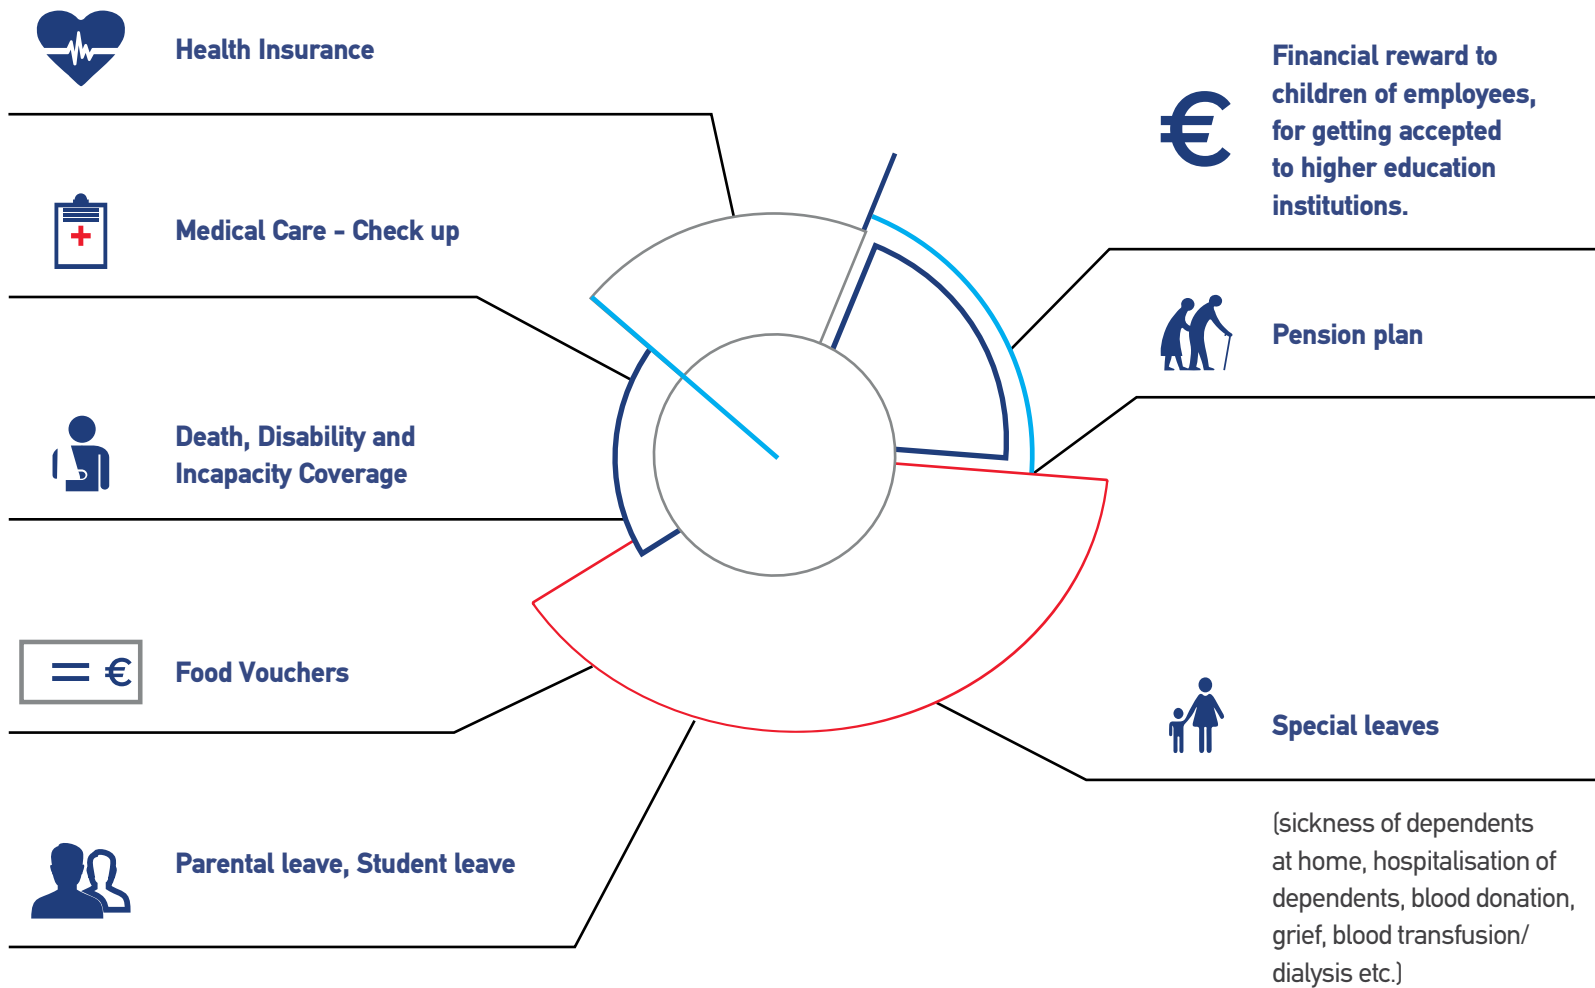 Health Insurance
Medical Care - Check up
Death, Disability and
Incapacity Coverage
= €
Food Vouchers
Parental leave, Student leave
€
Financial reward to
children of employees,
for getting accepted
to higher education
institutions.
Pension plan
Special leaves
(sickness of dependents
at home, hospitalisation of
dependents, blood donation,
grief, blood transfusion/
dialysis etc.)